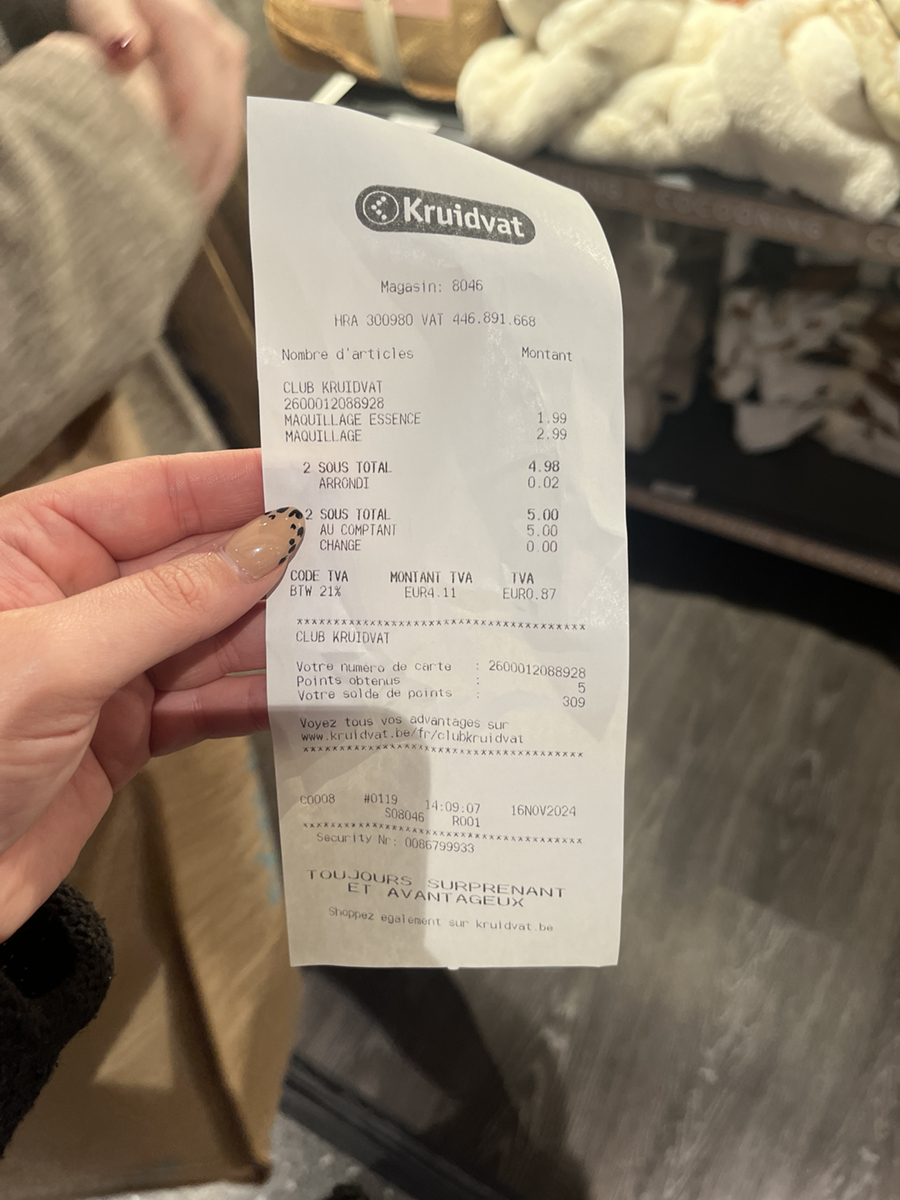 Kruidvat
Magasin: 8046
HRA 300980 VAT 446.891.668
Nombre d'articles Montant
CLUB KRUIDVAT
2600012088928
MAQUILLAGE ESSENCE 1.99
MAQUILLAGE 2.99
2 SOUS TOTAL 4.98
ARRONDI 0.02
2 SOUS TOTAL 5.00
AU COMPTANT 5.00
CHANGE 0.00
CODE TVA MONTANT TVA TVA
BTW 21% EUR4.11 EUR0.87
************************************
CLUB KRUIDVAT
Votre numero de carte : 2600012088928
Points obtenus : 5
Votre solde de points : 309
Voyez tous vos advantages sur
www.kruidvat.be/fr/clubkruidvat
************************************
C0008 #0119 14:09:07 16NOV2024
S08046 R001
************************************
Security Nr: 0086799933
TOUJOURS SURPRENANT
ET AVANTAGEUX
Shoppez egalement sur kruidvat.be